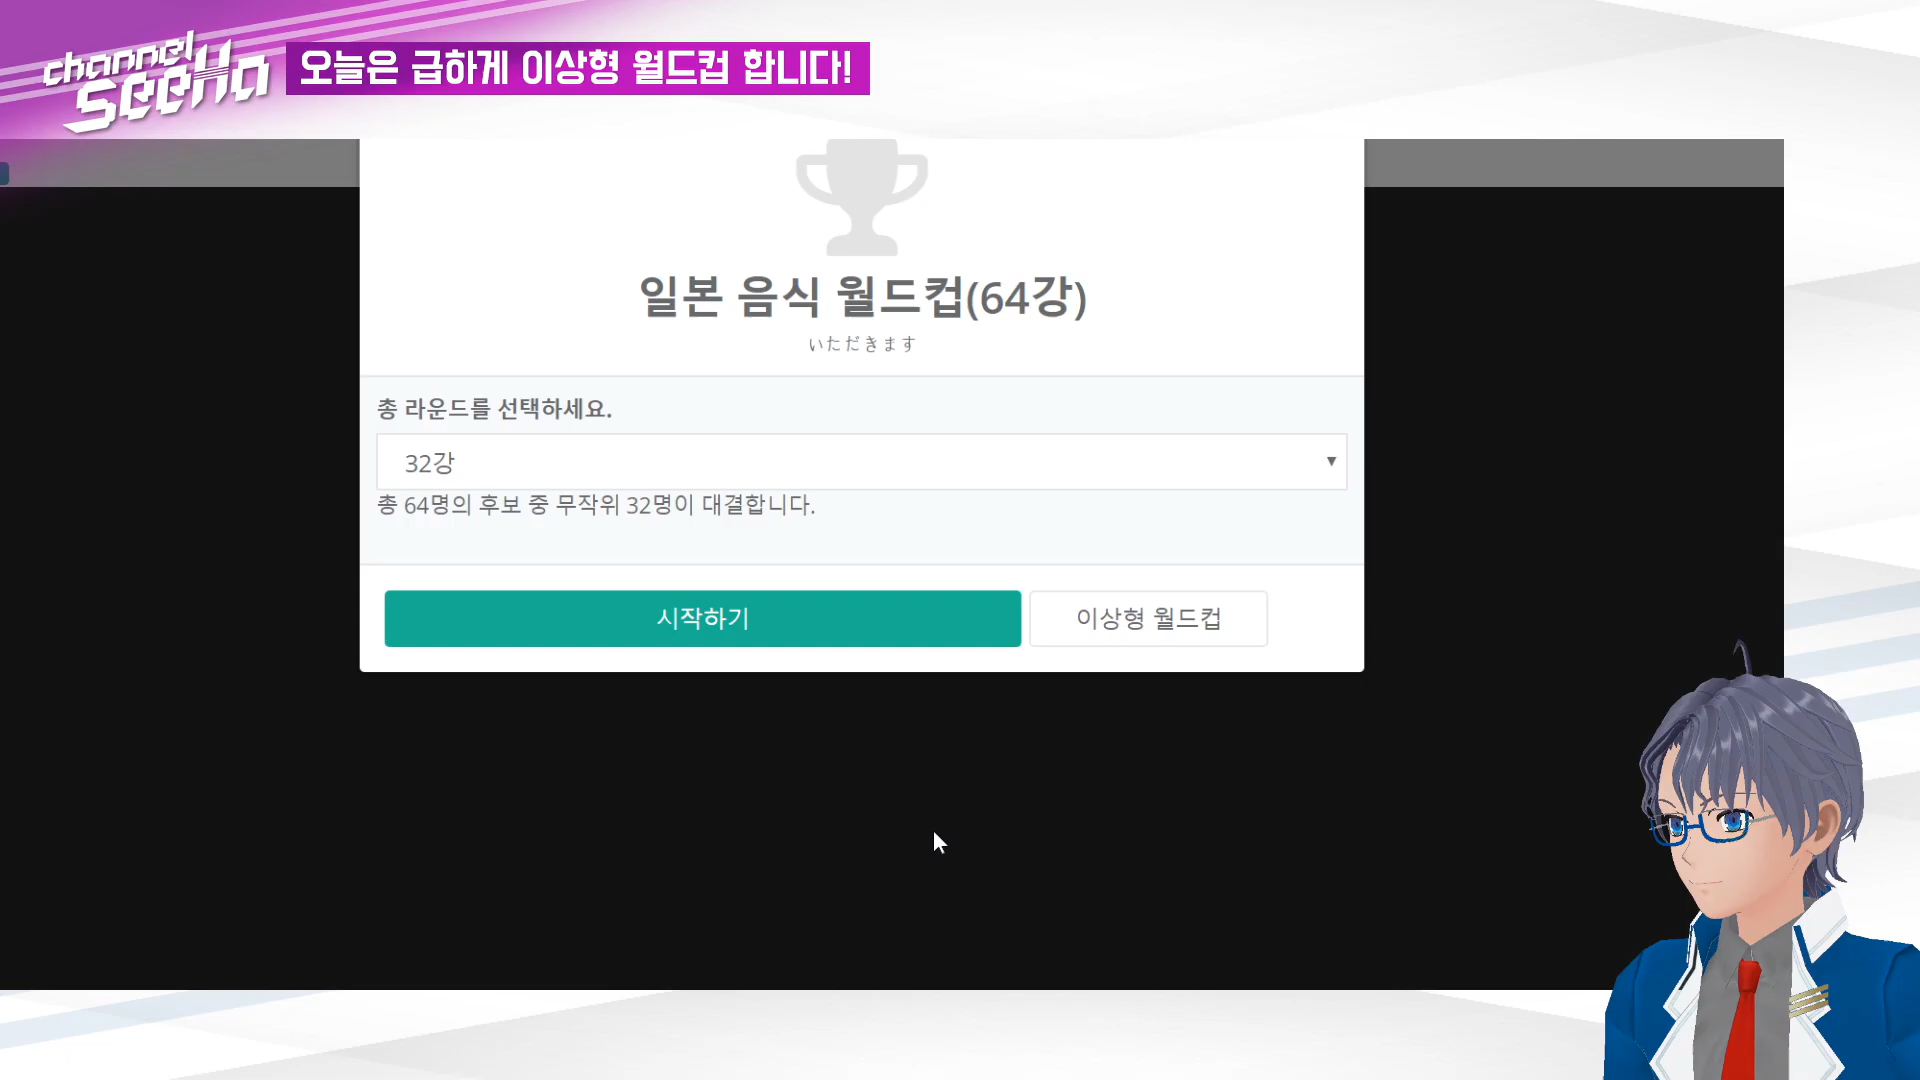 channel
SeeHa
오늘은 급하게 이상형 월드컵 합니다!
일본 음식 월드컵(64강)
いただきます
총 라운드를 선택하세요.
32강
총 64명의 후보 중 무작위 32명이 대결합니다.
시작하기
이상형 월드컵